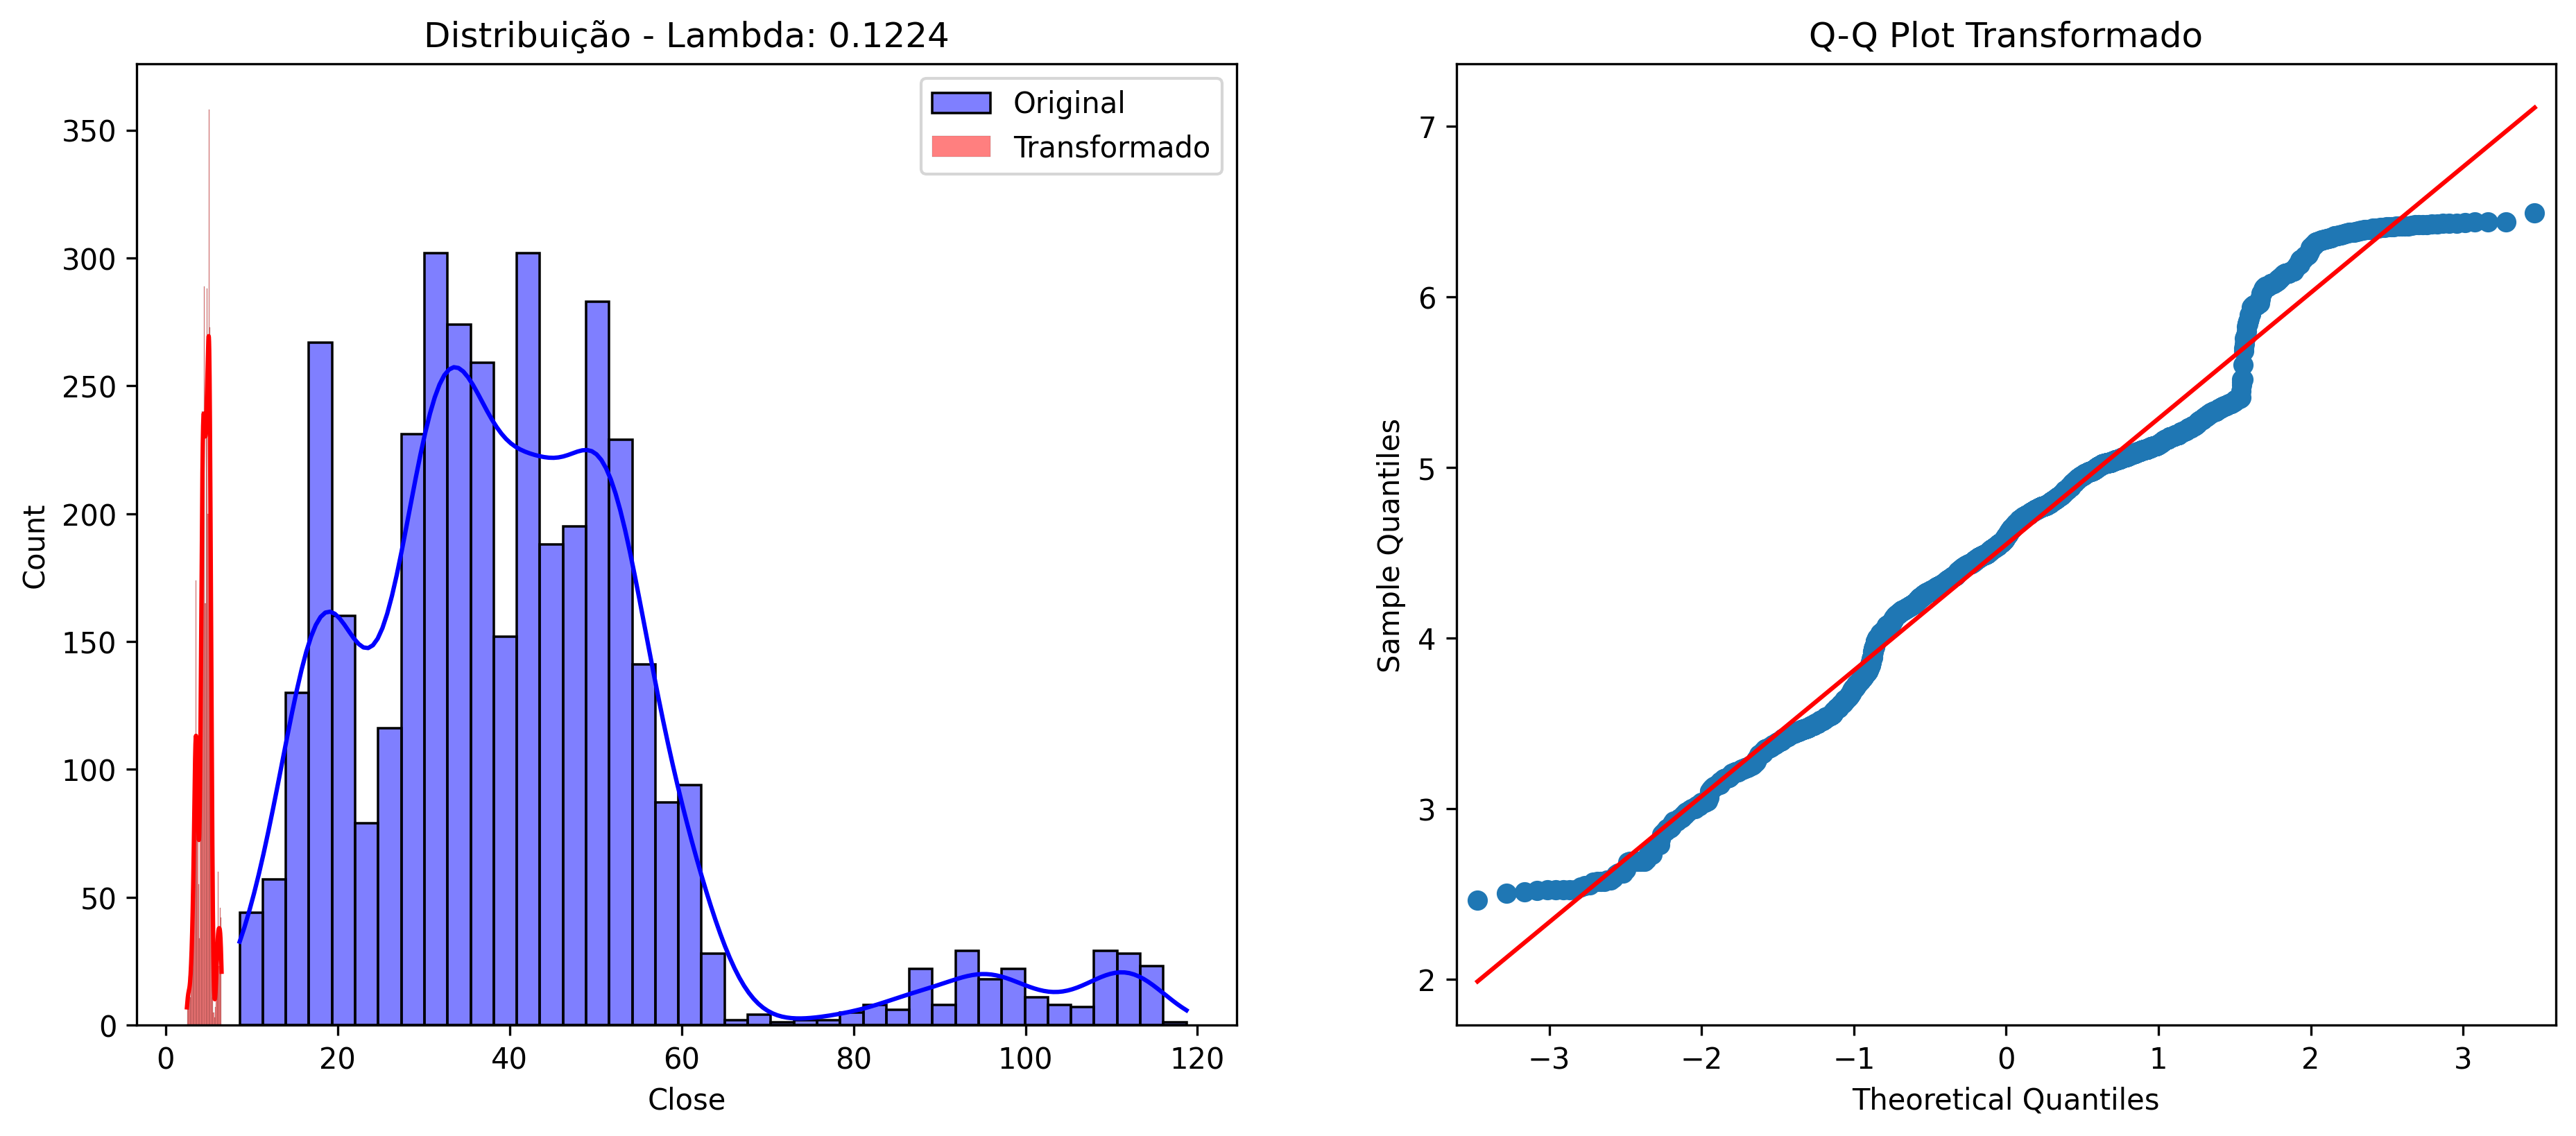 Distribuição - Lambda: 0.1224
350
300
250
200
150
100
50
0
Count
Original
Transformado
0 20 40 60 80 100 120
Close
Q-Q Plot Transformado
7
6
5
4
3
2
Sample Quantiles
−3 −2 −1 0 1 2 3
Theoretical Quantiles